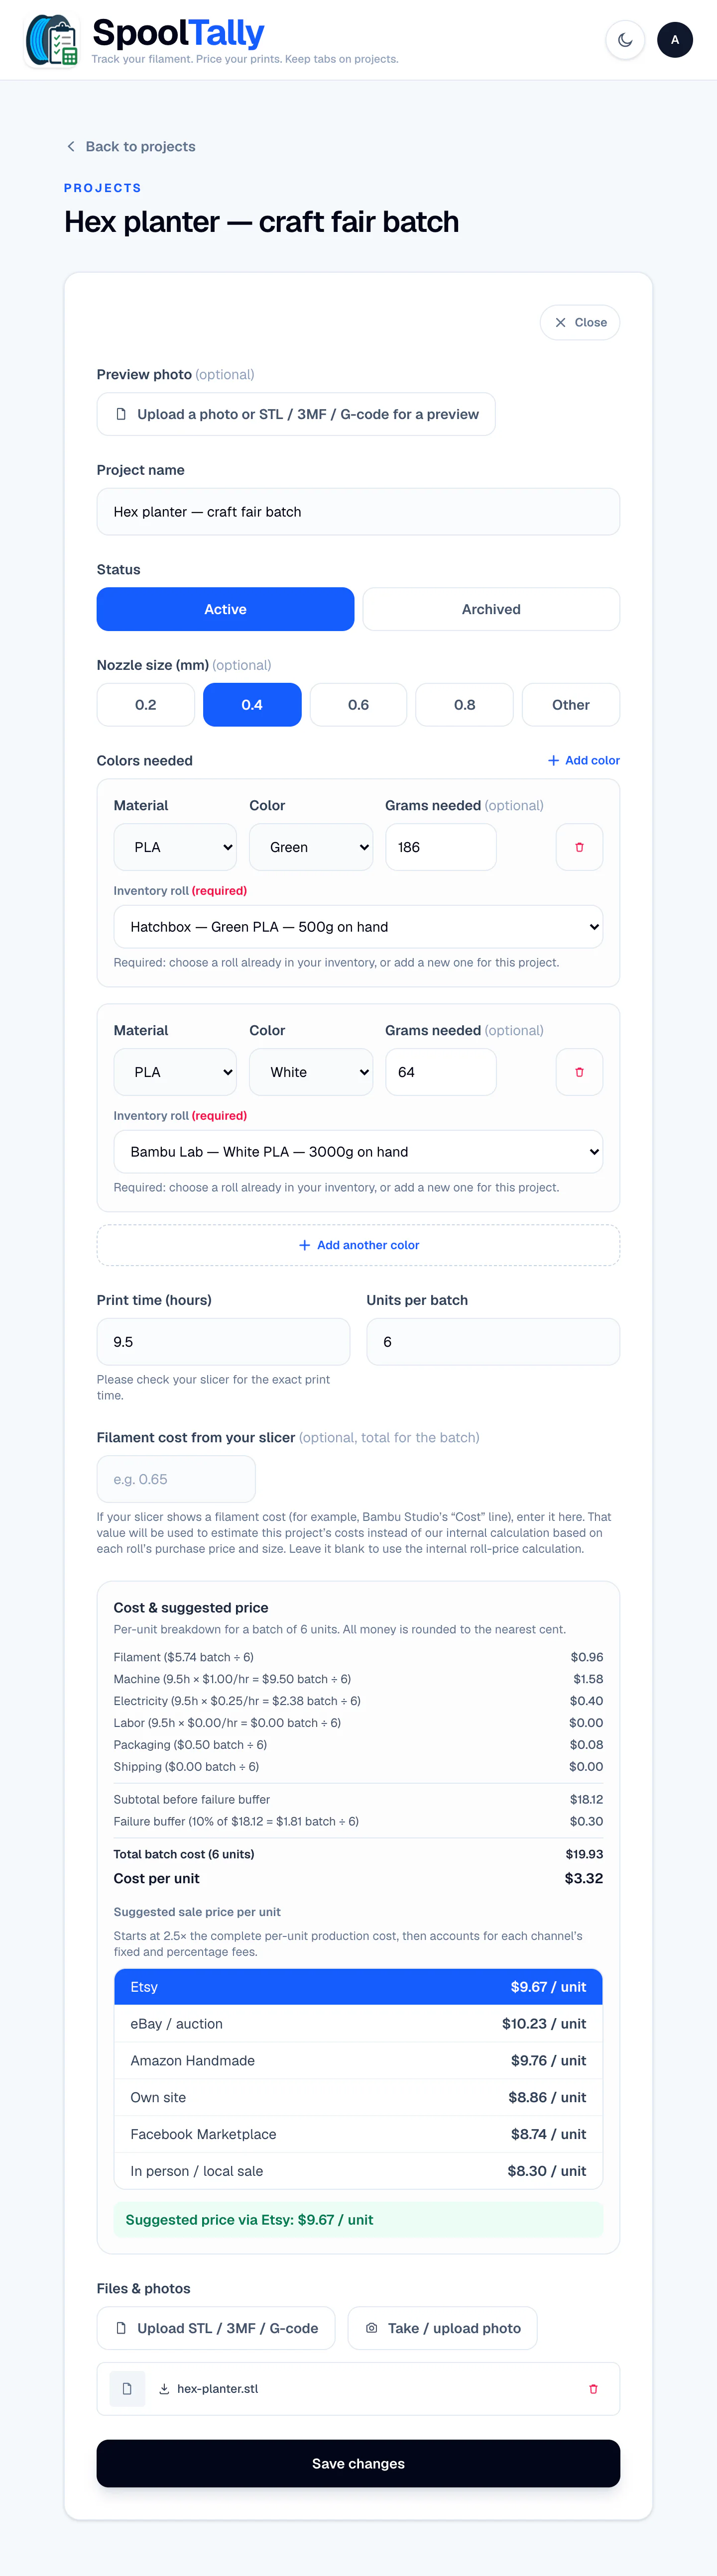 SpoolTally
Track your filament. Price your prints. Keep tabs on projects.
A
Back to projects
PROJECTS
Hex planter — craft fair batch
Close
Preview photo (optional)
Upload a photo or STL / 3MF / G-code for a preview
Project name
Hex planter — craft fair batch
Status
Active Archived
Nozzle size (mm) (optional)
0.2 0.4 0.6 0.8 Other
Colors needed Add color
Material Color Grams needed (optional)
PLA Green 186
Inventory roll (required)
Hatchbox — Green PLA — 500g on hand
Required: choose a roll already in your inventory, or add a new one for this project.
Material Color Grams needed (optional)
PLA White 64
Inventory roll (required)
Bambu Lab — White PLA — 3000g on hand
Required: choose a roll already in your inventory, or add a new one for this project.
Add another color
Print time (hours) Units per batch
9.5 6
Please check your slicer for the exact print
time.
Filament cost from your slicer (optional, total for the batch)
e.g. 0.65
If your slicer shows a filament cost (for example, Bambu Studio's “Cost” line), enter it here. That
value will be used to estimate this project's costs instead of our internal calculation based on
each roll's purchase price and size. Leave it blank to use the internal roll-price calculation.
Cost & suggested price
Per-unit breakdown for a batch of 6 units. All money is rounded to the nearest cent.
Filament ($5.74 batch ÷ 6) $0.96
Machine (9.5h × $1.00/hr = $9.50 batch ÷ 6) $1.58
Electricity (9.5h × $0.25/hr = $2.38 batch ÷ 6) $0.40
Labor (9.5h × $0.00/hr = $0.00 batch ÷ 6) $0.00
Packaging ($0.50 batch ÷ 6) $0.08
Shipping ($0.00 batch ÷ 6) $0.00
Subtotal before failure buffer $18.12
Failure buffer (10% of $18.12 = $1.81 batch ÷ 6) $0.30
Total batch cost (6 units) $19.93
Cost per unit $3.32
Suggested sale price per unit
Starts at 2.5× the complete per-unit production cost, then accounts for each channel's
fixed and percentage fees.
Etsy $9.67 / unit
eBay / auction $10.23 / unit
Amazon Handmade $9.76 / unit
Own site $8.86 / unit
Facebook Marketplace $8.74 / unit
In person / local sale $8.30 / unit
Suggested price via Etsy: $9.67 / unit
Files & photos
Upload STL / 3MF / G-code Take / upload photo
hex-planter.stl
Save changes